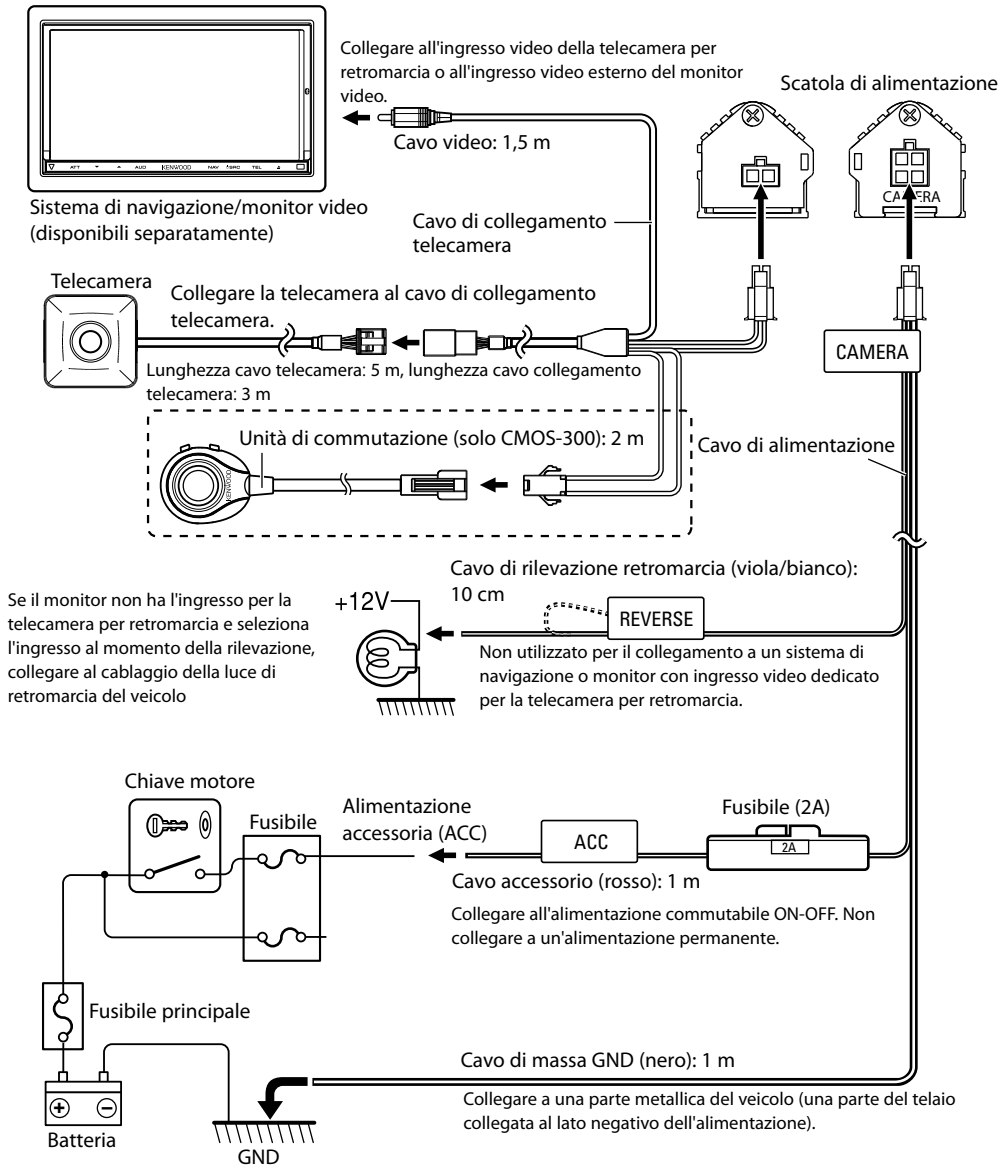 Collegare all'ingresso video della telecamera per
retromarcia o all'ingresso video esterno del monitor
video.
Scatola di alimentazione
Cavo video: 1,5 m
ATT
AUD
KENWOOD
NAV
SRC
TEL
CAMERA
Sistema di navigazione/monitor video
(disponibili separatamente)
Cavo di collegamento
telecamera
Telecamera
Collegare la telecamera al cavo di collegamento
telecamera.
CAMERA
Lunghezza cavo telecamera: 5 m, lunghezza cavo collegamento
telecamera: 3 m
Unità di commutazione (solo CMOS-300): 2 m
KENWOOD
Cavo di alimentazione
Cavo di rilevazione retromarcia (viola/bianco):
10 cm
Se il monitor non ha l'ingresso per la
telecamera per retromarcia e seleziona
l'ingresso al momento della rilevazione,
collegare al cablaggio della luce di
retromarcia del veicolo
+12V
REVERSE
Non utilizzato per il collegamento a un sistema di
navigazione o monitor con ingresso video dedicato
per la telecamera per retromarcia.
Chiave motore
Fusibile
Alimentazione
accessoria (ACC)
ACC
Fusibile (2A)
2A
Cavo accessorio (rosso): 1 m
Collegare all'alimentazione commutabile ON-OFF. Non
collegare a un'alimentazione permanente.
Fusibile principale
Cavo di massa GND (nero): 1 m
Collegare a una parte metallica del veicolo (una parte del telaio
collegata al lato negativo dell'alimentazione).
+
−
Batteria
GND